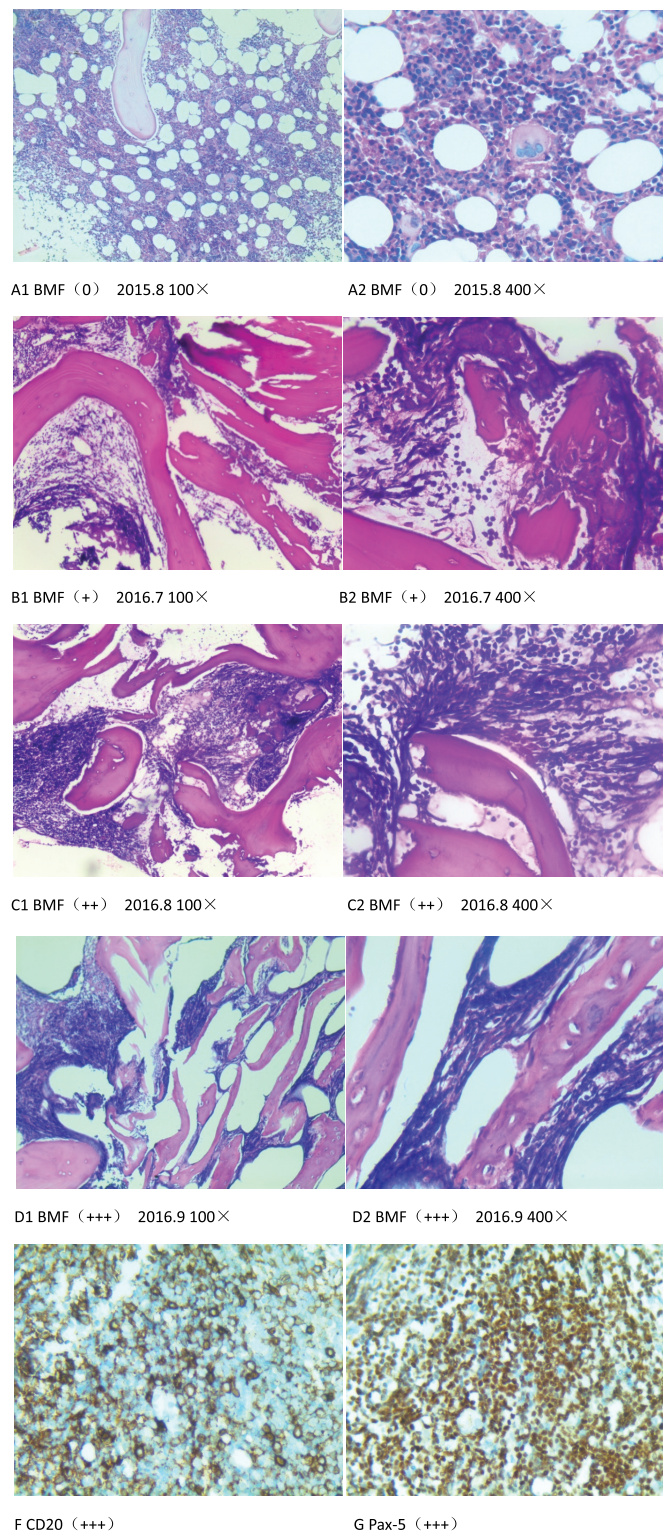 A1 BMF（0） 2015.8 100× A2 BMF（0） 2015.8 400×
B1 BMF（+） 2016.7 100× B2 BMF（+） 2016.7 400×
C1 BMF（++） 2016.8 100× C2 BMF（++） 2016.8 400×
D1 BMF（+++） 2016.9 100× D2 BMF（+++） 2016.9 400×
F CD20（+++） G Pax-5（+++）